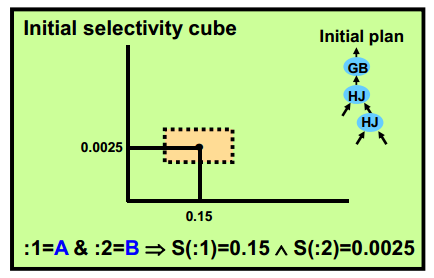 Initial selectivity cube
Initial plan
GB
HJ
HJ
0.0025
0.15
:1=A & :2=B ⇒ S(:1)=0.15 ∧ S(:2)=0.0025